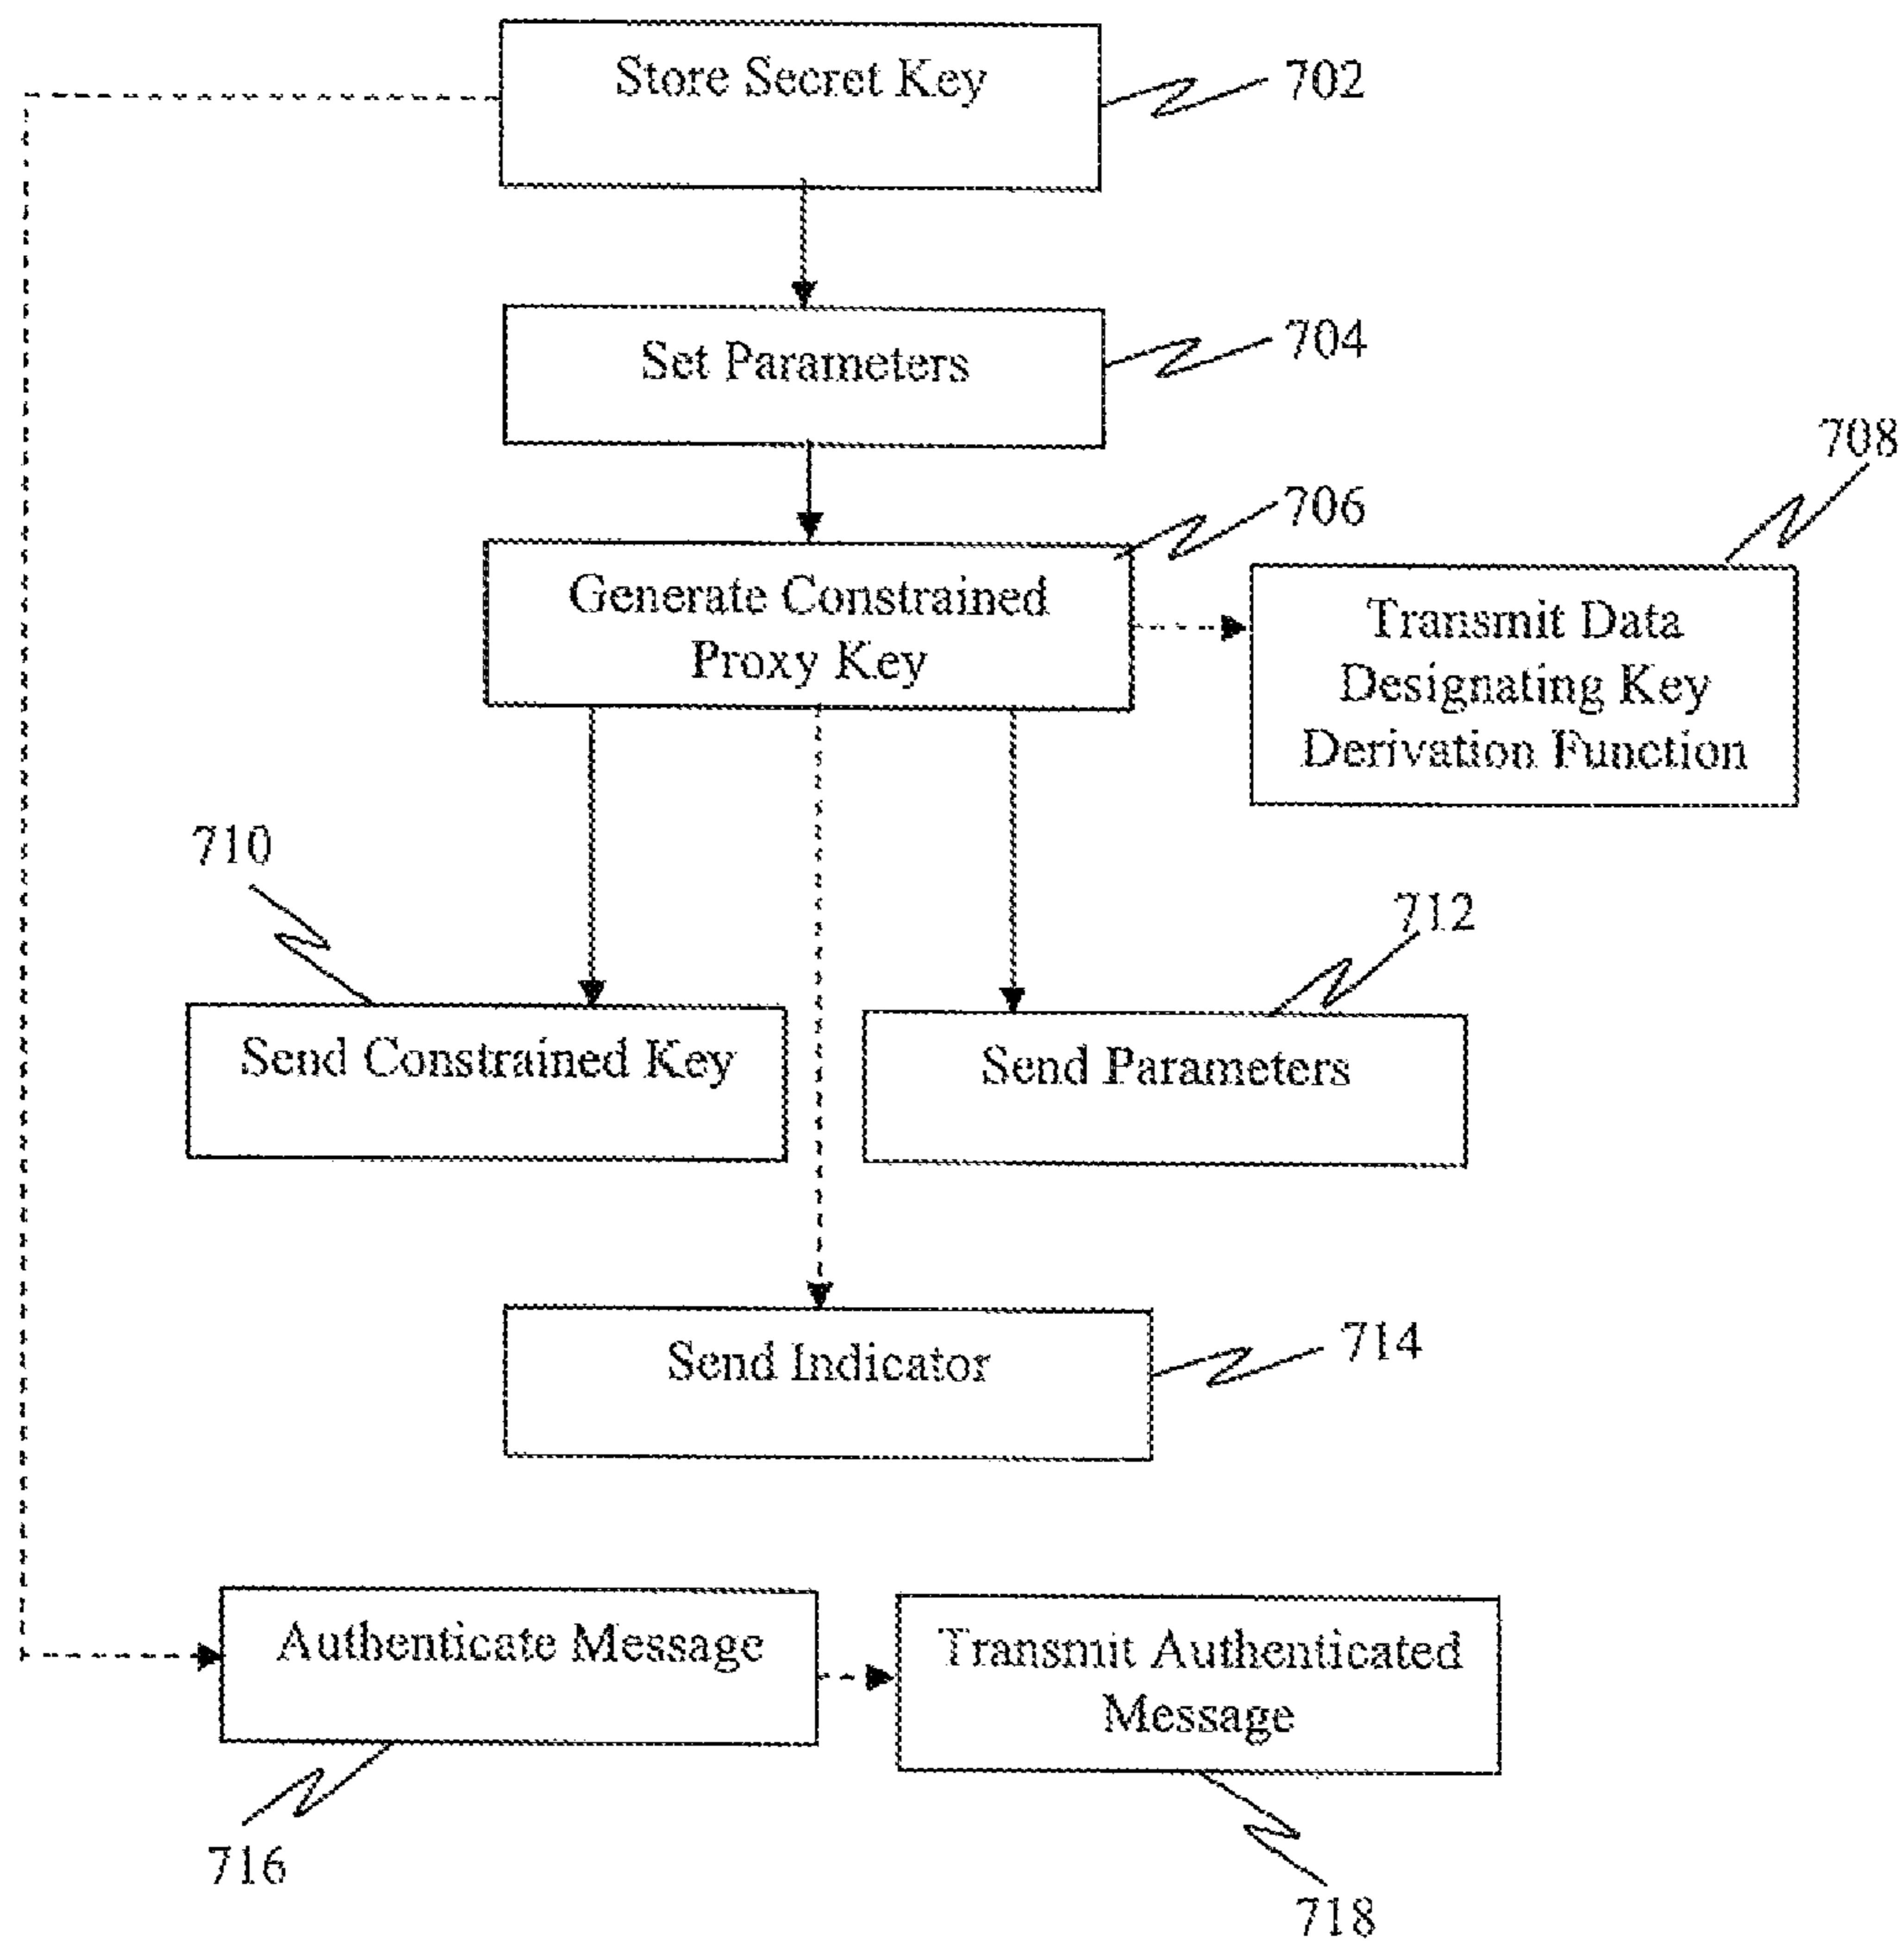 Store Secret Key
702
Set Parameters
704
708
706
Generate Constrained
Proxy Key
Transmit Data
Designating Key
Derivation Function
710
712
Send Constrained Key
Send Parameters
Send Indicator
714
Authenticate Message
Transmit Authenticated
Message
716
718